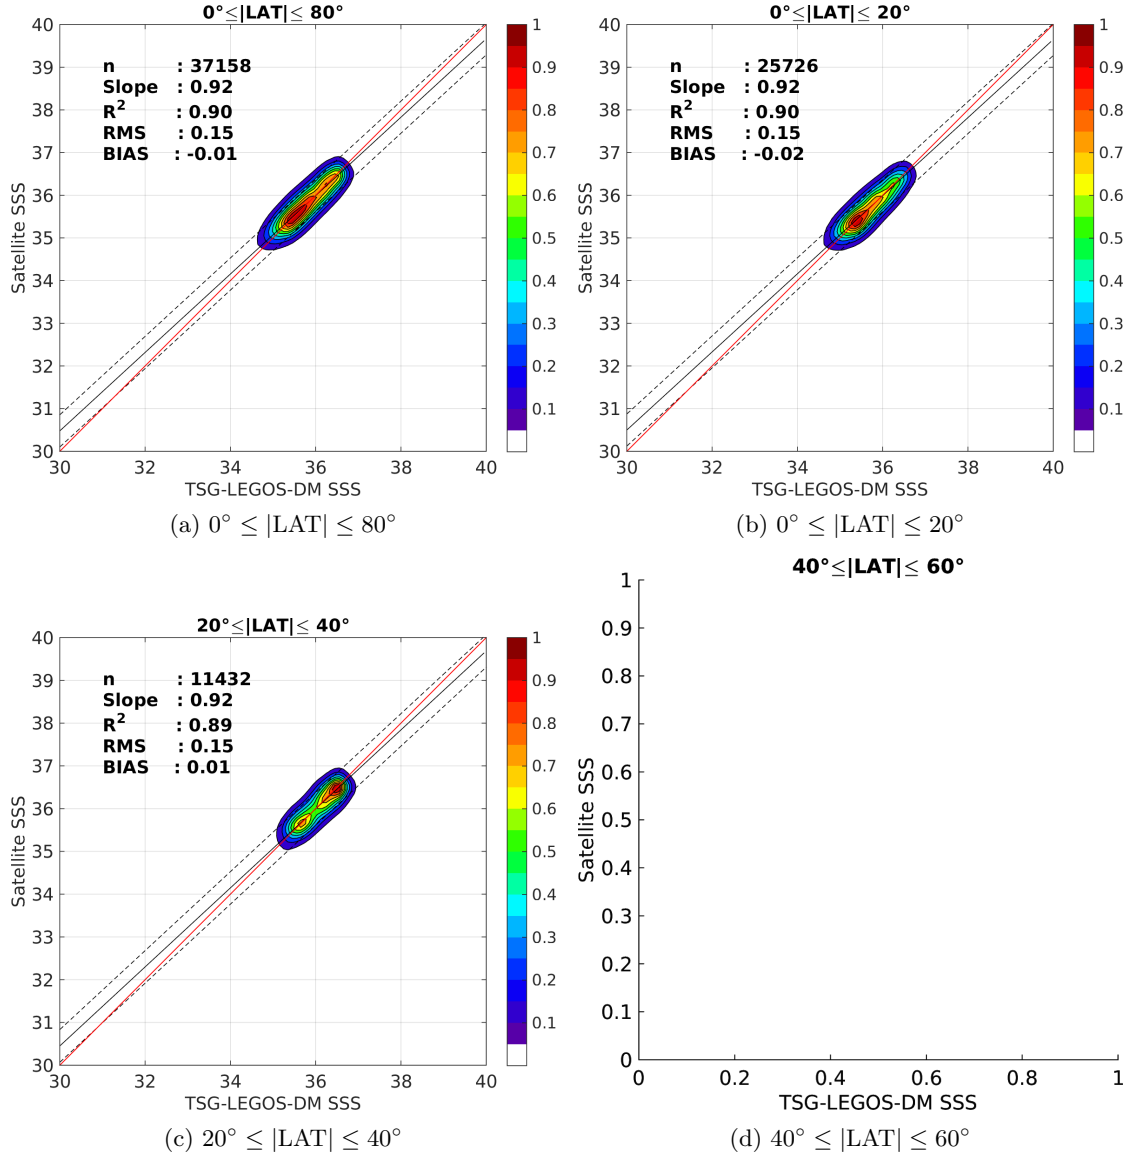 0°≤|LAT|≤ 80°
n : 37158
Slope : 0.92
R² : 0.90
RMS : 0.15
BIAS : -0.01
Satellite SSS
40
39
38
37
36
35
34
33
32
31
30
30 32 34 36 38 40
TSG-LEGOS-DM SSS
1
0.9
0.8
0.7
0.6
0.5
0.4
0.3
0.2
0.1
(a) 0° ≤ |LAT| ≤ 80°
0°≤|LAT|≤ 20°
n : 25726
Slope : 0.92
R² : 0.90
RMS : 0.15
BIAS : -0.02
Satellite SSS
40
39
38
37
36
35
34
33
32
31
30
30 32 34 36 38 40
TSG-LEGOS-DM SSS
1
0.9
0.8
0.7
0.6
0.5
0.4
0.3
0.2
0.1
(b) 0° ≤ |LAT| ≤ 20°
20°≤|LAT|≤ 40°
n : 11432
Slope : 0.92
R² : 0.89
RMS : 0.15
BIAS : 0.01
Satellite SSS
40
39
38
37
36
35
34
33
32
31
30
30 32 34 36 38 40
TSG-LEGOS-DM SSS
1
0.9
0.8
0.7
0.6
0.5
0.4
0.3
0.2
0.1
(c) 20° ≤ |LAT| ≤ 40°
40°≤|LAT|≤ 60°
Satellite SSS
1
0.9
0.8
0.7
0.6
0.5
0.4
0.3
0.2
0.1
0
0 0.2 0.4 0.6 0.8 1
TSG-LEGOS-DM SSS
(d) 40° ≤ |LAT| ≤ 60°